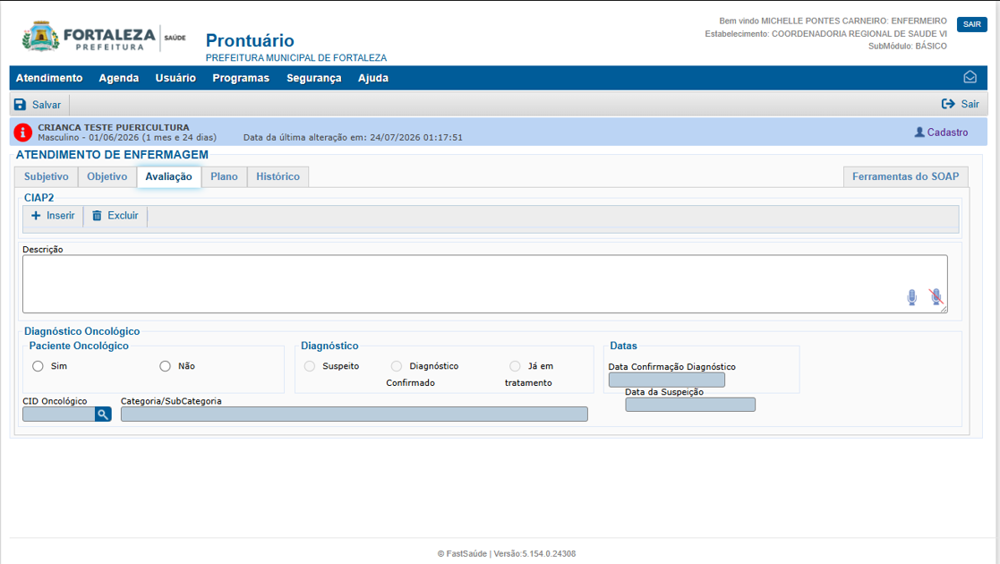 FORTALEZA
PREFEITURA
SAÚDE
Prontuário
PREFEITURA MUNICIPAL DE FORTALEZA
Bem vindo MICHELLE PONTES CARNEIRO: ENFERMEIRO
Estabelecimento: COORDENADORIA REGIONAL DE SAUDE VI
SubMódulo: BÁSICO
SAIR
Atendimento Agenda Usuário Programas Segurança Ajuda
Salvar Sair
CRIANCA TESTE PUERICULTURA
Masculino - 01/06/2026 (1 mes e 24 dias) Data da última alteração em: 24/07/2026 01:17:51
Cadastro
ATENDIMENTO DE ENFERMAGEM
Subjetivo Objetivo Avaliação Plano Histórico Ferramentas do SOAP
CIAP2
Inserir Excluir
Descrição
Diagnóstico Oncológico
Paciente Oncológico
Sim Não
Diagnóstico
Suspeito Diagnóstico Confirmado Já em tratamento
Datas
Data Confirmação Diagnóstico
Data da Suspeição
CID Oncológico Categoria/SubCategoria
© FastSaúde | Versão:5.154.0.24308